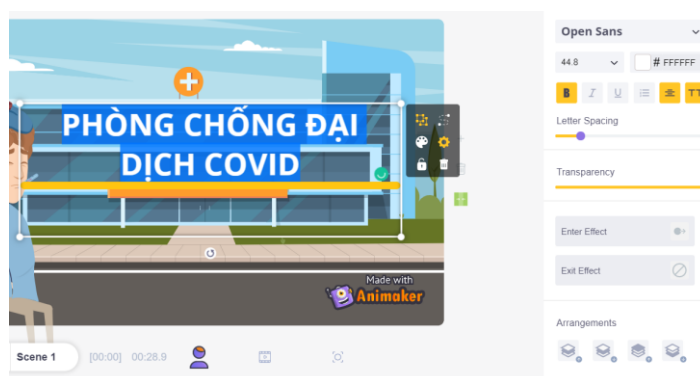 Open Sans
44.8
# FFFFFF
B I U TT
Letter Spacing
PHÒNG CHỐNG ĐẠI
DỊCH COVID
Transparency
Enter Effect
Exit Effect
Made with
Animaker
Arrangements
Scene 1 [00:00] 00:28.9